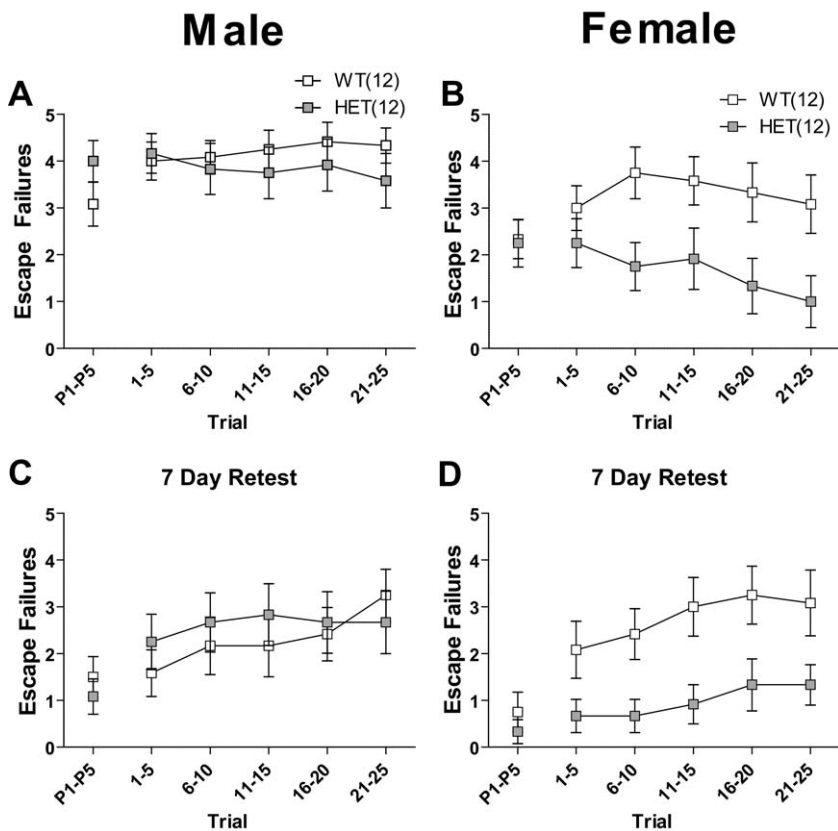 Male
Female
A
WT(12)
HET(12)
Escape Failures
5
4
3
2
1
0
P1-P5
1-5
6-10
11-15
16-20
21-25
Trial
B
WT(12)
HET(12)
Escape Failures
5
4
3
2
1
0
P1-P5
1-5
6-10
11-15
16-20
21-25
Trial
C
7 Day Retest
Escape Failures
5
4
3
2
1
0
P1-P5
1-5
6-10
11-15
16-20
21-25
Trial
D
7 Day Retest
Escape Failures
5
4
3
2
1
0
P1-P5
1-5
6-10
11-15
16-20
21-25
Trial